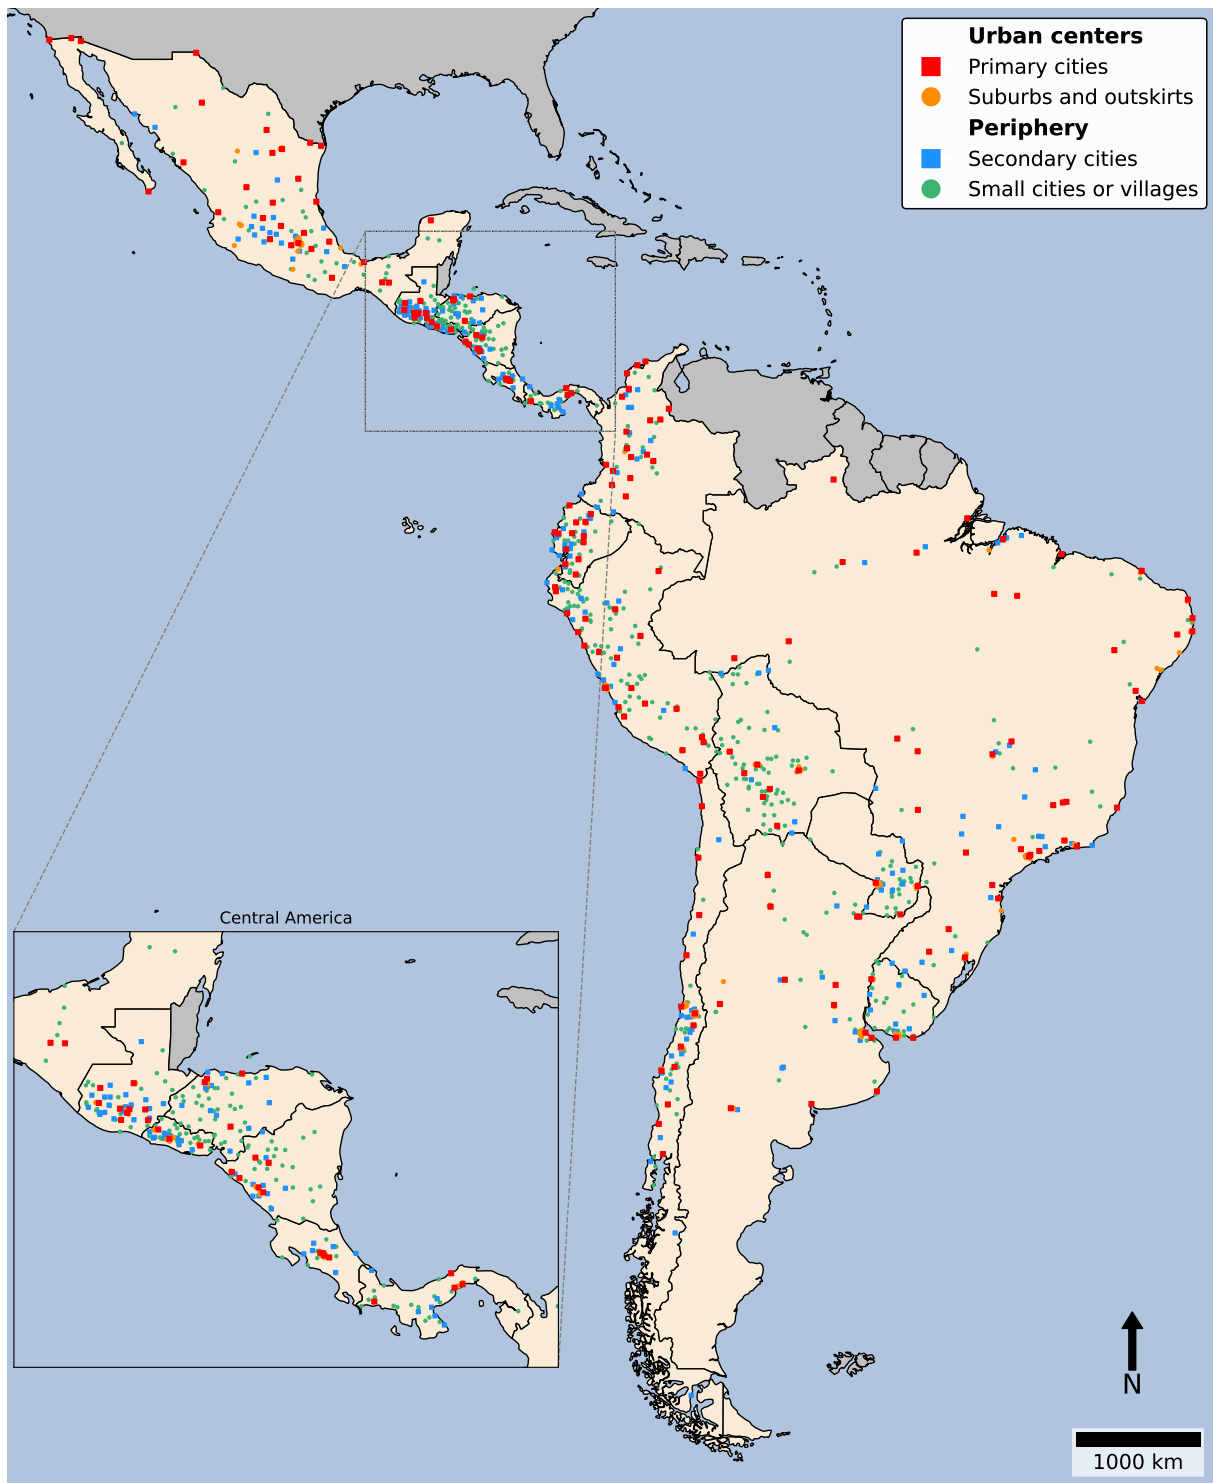 Urban centers
Primary cities
Suburbs and outskirts
Periphery
Secondary cities
Small cities or villages
Central America
N
1000 km